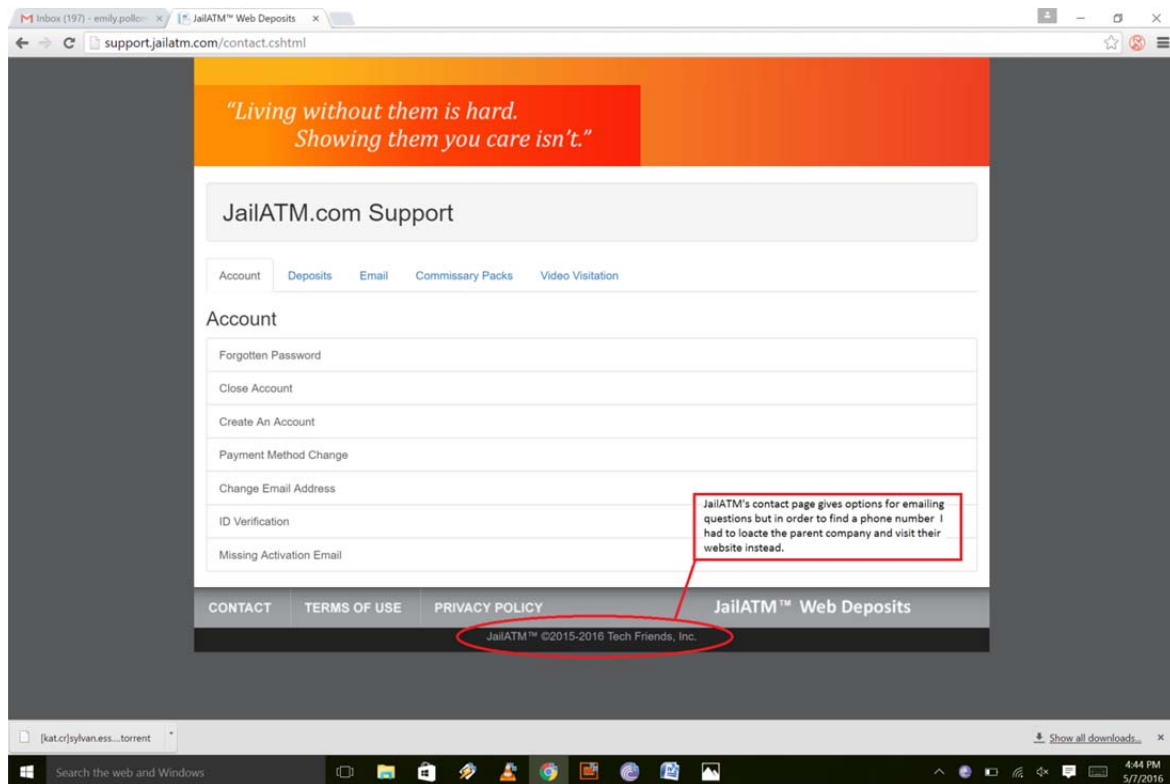 Inbox (197) - emily.pollo
JailATM™ Web Deposits
support.jailatm.com/contact.cshtml
“Living without them is hard.
Showing them you care isn’t.”
JailATM.com Support
Account Deposits Email Commissary Packs Video Visitation
Account
Forgotten Password
Close Account
Create An Account
Payment Method Change
Change Email Address
ID Verification
Missing Activation Email
JailATM's contact page gives options for emailing
questions but in order to find a phone number I
had to loacte the parent company and visit their
website instead.
CONTACT TERMS OF USE PRIVACY POLICY JailATM™ Web Deposits
JailATM™ ©2015-2016 Tech Friends, Inc.
[kat.cr]sylvan.ess....torrent
Show all downloads...
Search the web and Windows
4:44 PM
5/7/2016